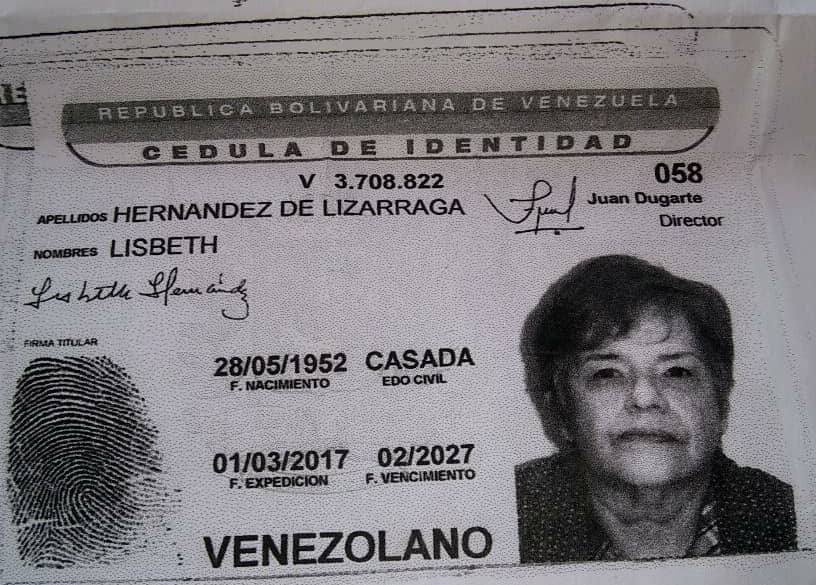 REPUBLICA BOLIVARIANA DE VENEZUELA
CEDULA DE IDENTIDAD
V 3.708.822
058
APELLIDOS HERNANDEZ DE LIZARRAGA
Juan Dugarte
Director
NOMBRES LISBETH
Lisbeth Hernández
FIRMA TITULAR
28/05/1952 CASADA
F. NACIMIENTO EDO CIVIL
01/03/2017 02/2027
F. EXPEDICION F. VENCIMIENTO
VENEZOLANO